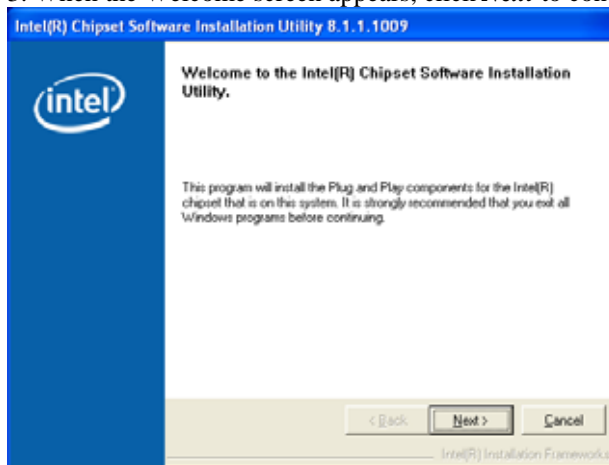 Intel(R) Chipset Software Installation Utility 8.1.1.1009
intel
Welcome to the Intel(R) Chipset Software Installation
Utility.
This program will install the Plug and Play components for the Intel(R)
chipset that is on this system. It is strongly recommended that you exit all
Windows programs before continuing.
< Back
Next >
Cancel
Intel(R) Installation Frameworks